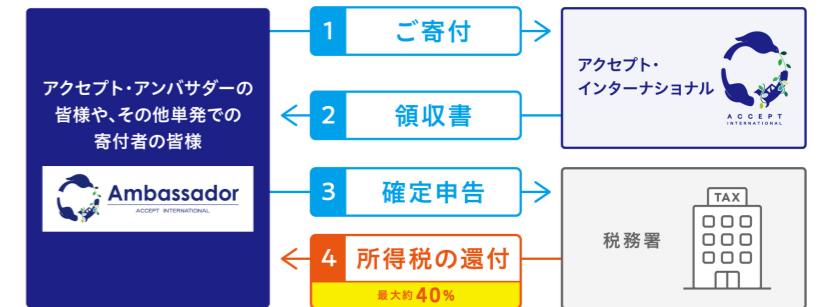 アクセプト・アンバサダーの
皆様や、その他単発での
寄付者の皆様
Ambassador
ACCEPT INTERNATIONAL
1 ご寄付
2 領収書
3 確定申告
4 所得税の還付
最大約40%
アクセプト・
インターナショナル
ACCEPT
INTERNATIONAL
税務署
TAX